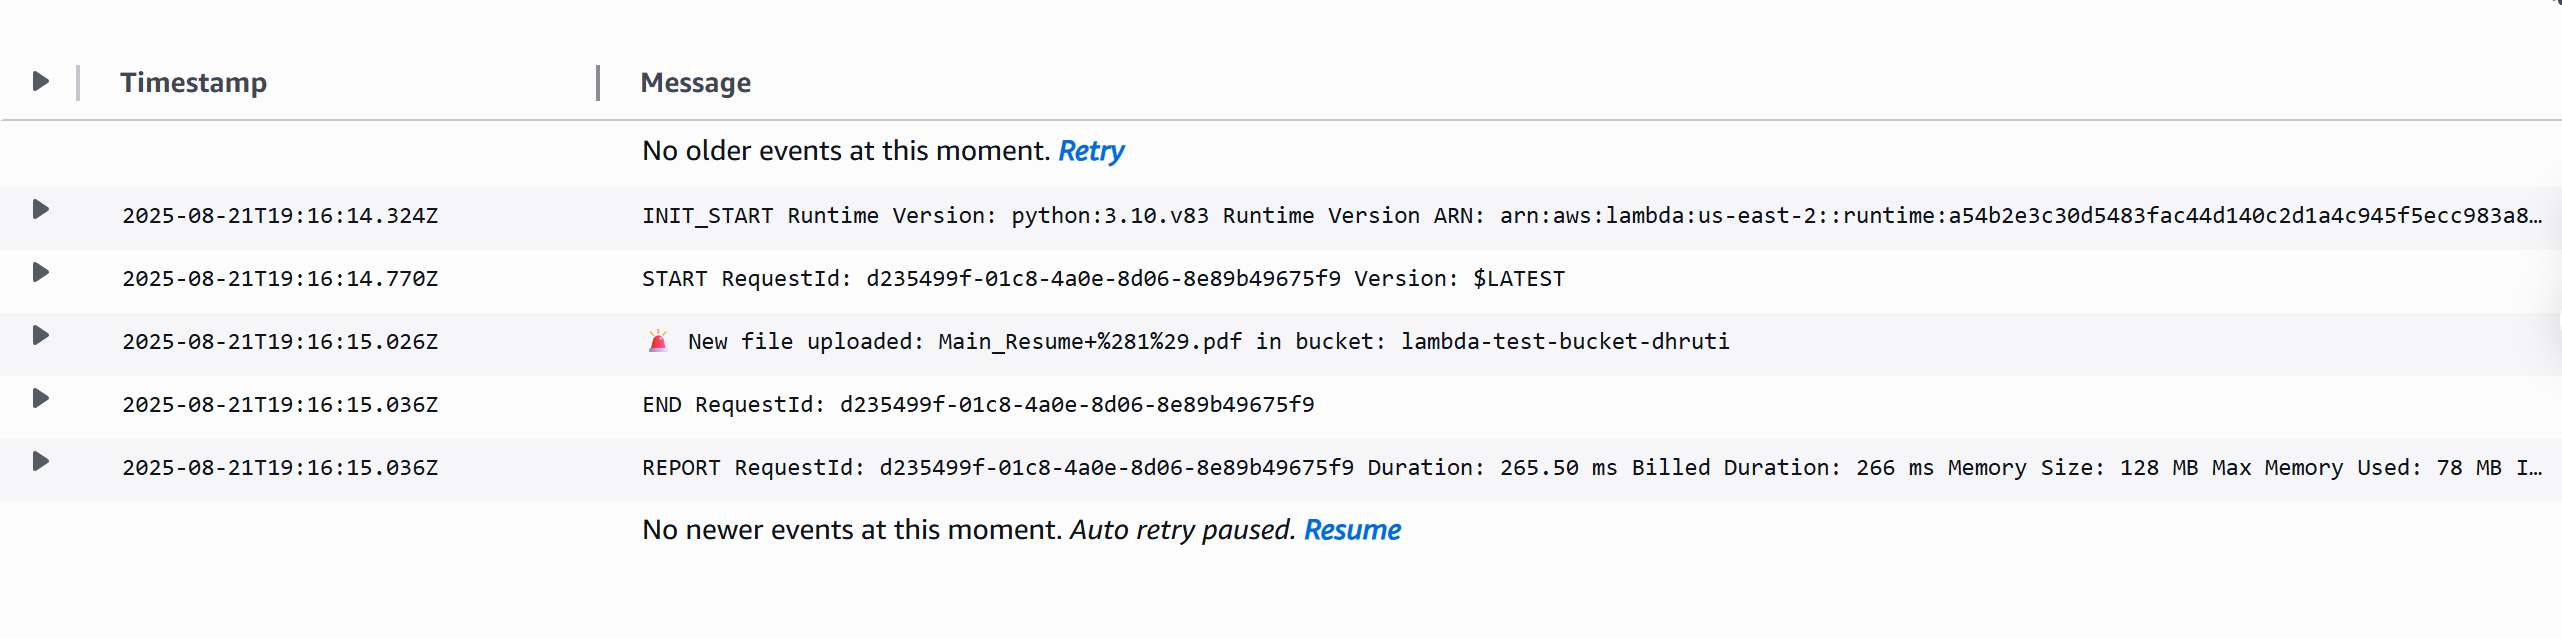 Timestamp Message
No older events at this moment. Retry
2025-08-21T19:16:14.324Z INIT_START Runtime Version: python:3.10.v83 Runtime Version ARN: arn:aws:lambda:us-east-2::runtime:a54b2e3c30d5483fac44d140c2d1a4c945f5ecc983a8…
2025-08-21T19:16:14.770Z START RequestId: d235499f-01c8-4a0e-8d06-8e89b49675f9 Version: $LATEST
2025-08-21T19:16:15.026Z 🚨 New file uploaded: Main_Resume+%281%29.pdf in bucket: lambda-test-bucket-dhruti
2025-08-21T19:16:15.036Z END RequestId: d235499f-01c8-4a0e-8d06-8e89b49675f9
2025-08-21T19:16:15.036Z REPORT RequestId: d235499f-01c8-4a0e-8d06-8e89b49675f9 Duration: 265.50 ms Billed Duration: 266 ms Memory Size: 128 MB Max Memory Used: 78 MB I…
No newer events at this moment. Auto retry paused. Resume